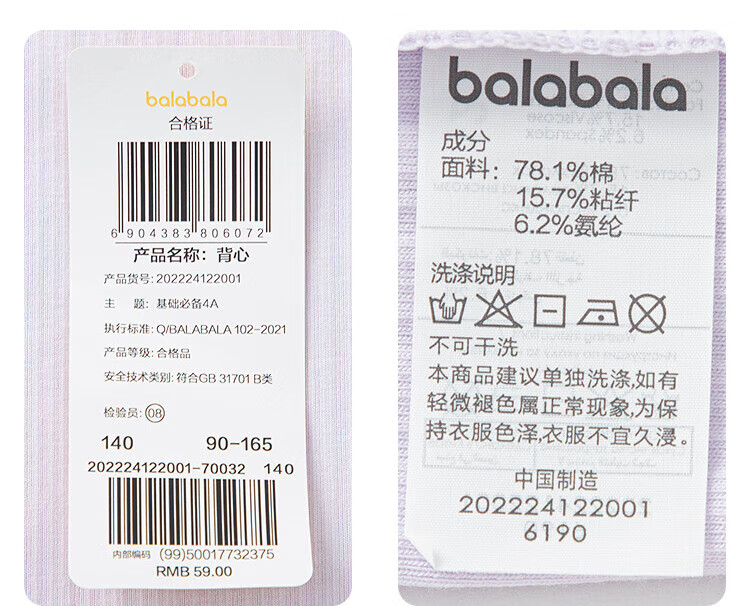 balabala
合格证
6 904383 806072
产品名称：背心
产品货号: 202224122001
主 题: 基础必备4A
执行标准: Q/BALABALA 102-2021
产品等级: 合格品
安全技术类别: 符合GB 31701 B类
检验员: 08
140 90-165
202224122001-70032 140
内部编码 (99)50017732375
RMB 59.00
balabala
成分
面料: 78.1%棉
15.7%粘纤
6.2%氨纶
洗涤说明
不可干洗
本商品建议单独洗涤,如有
轻微褪色属正常现象,为保
持衣服色泽,衣服不宜久浸。
中国制造
202224122001
6190